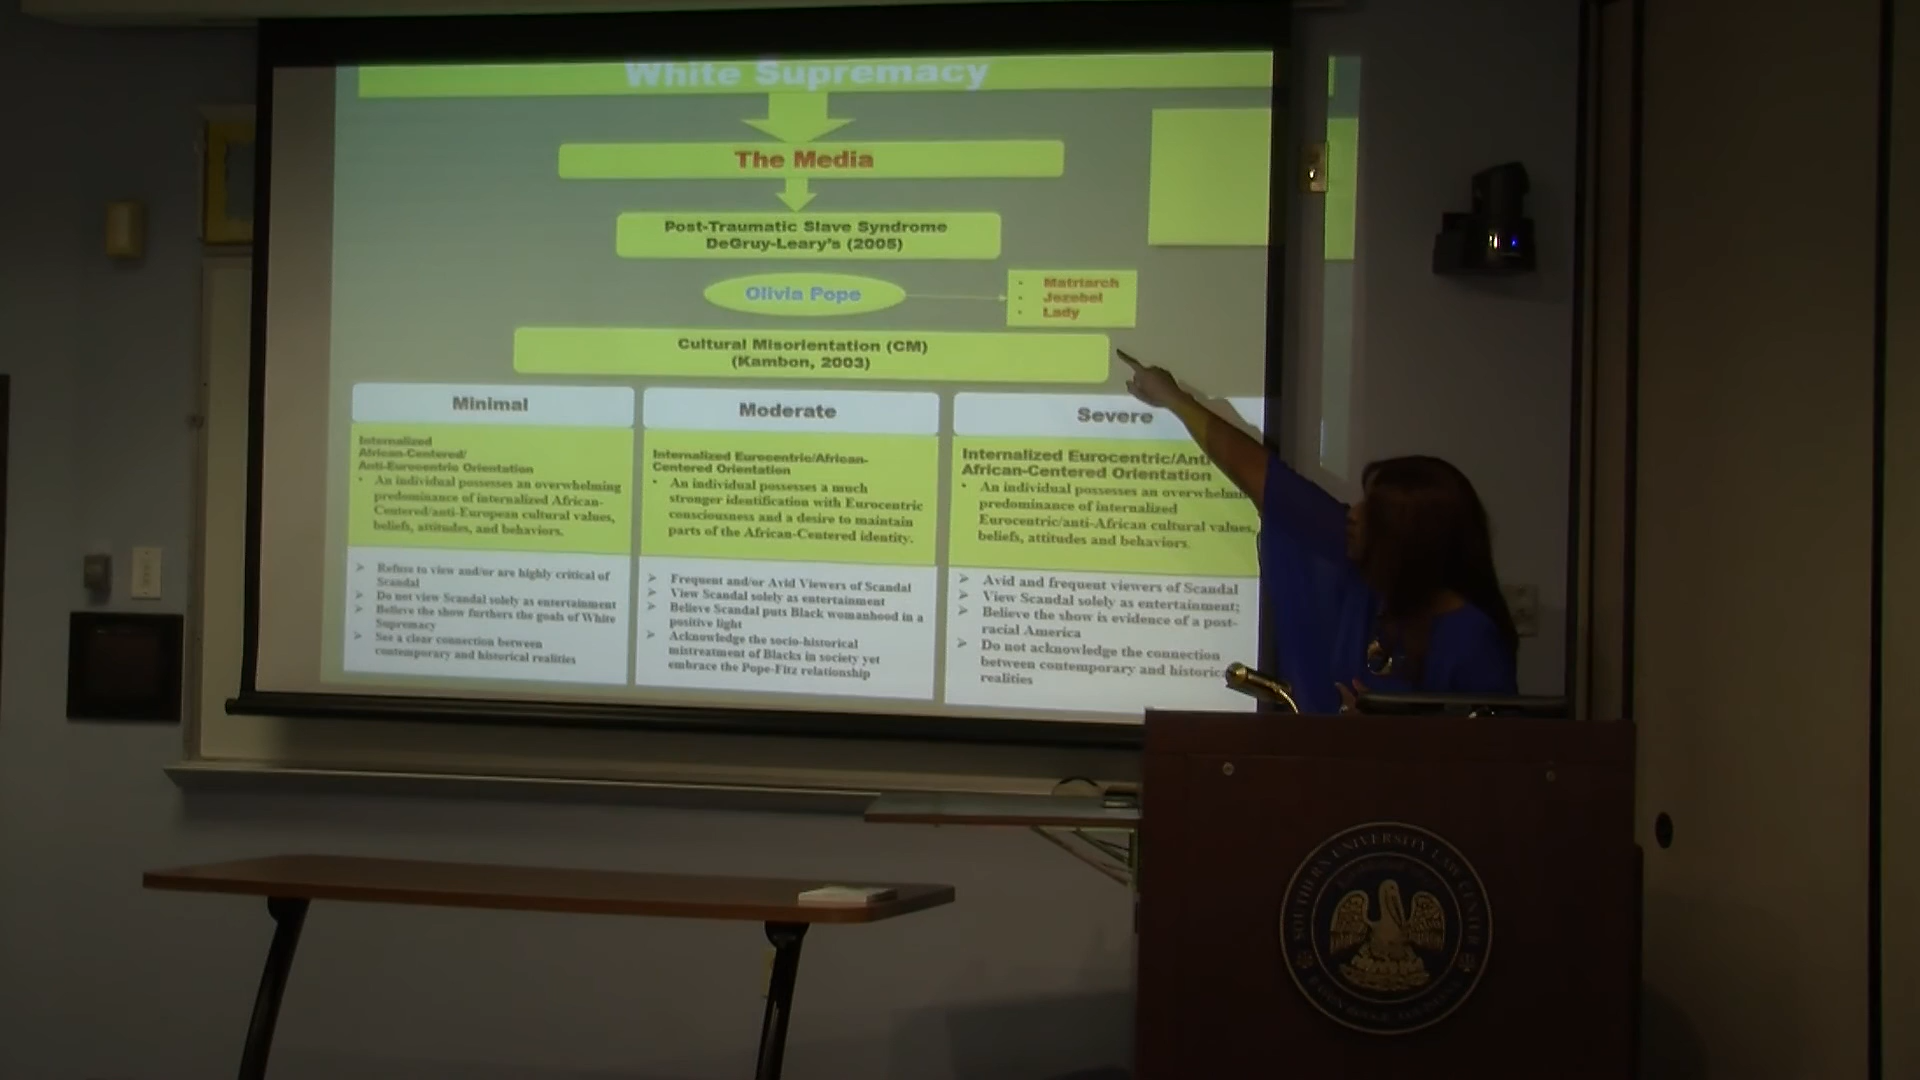 White Supremacy
The Media
Post-Traumatic Slave Syndrome
DeGruy-Leary's (2005)
Olivia Pope
• Matriarch
• Jezebel
• Lady
Cultural Misorientation (CM)
(Kambon, 2003)
Minimal
Internalized
African-Centered/
Anti-Eurocentric Orientation
• An individual possesses an overwhelming
predominance of internalized African-
Centered/anti-European cultural values,
beliefs, attitudes, and behaviors.
➢ Refuse to view and/or are highly critical of
Scandal
➢ Do not view Scandal solely as entertainment
➢ Believe the show furthers the goals of White
Supremacy
➢ See a clear connection between
contemporary and historical realities
Moderate
Internalized Eurocentric/African-
Centered Orientation
• An individual possesses a much
stronger identification with Eurocentric
consciousness and a desire to maintain
parts of the African-Centered identity.
➢ Frequent and/or Avid Viewers of Scandal
➢ View Scandal solely as entertainment
➢ Believe Scandal puts Black womanhood in a
positive light
➢ Acknowledge the socio-historical
mistreatment of Blacks in society yet
embrace the Pope-Fitz relationship
Severe
Internalized Eurocentric/Anti
African-Centered Orientation
• An individual possesses an overwhelmin
predominance of internalized
Eurocentric/anti-African cultural values,
beliefs, attitudes and behaviors.
➢ Avid and frequent viewers of Scandal
➢ View Scandal solely as entertainment;
➢ Believe the show is evidence of a post-
racial America
➢ Do not acknowledge the connection
between contemporary and historica
realities
SOUTHERN UNIVERSITY LAW CENTER